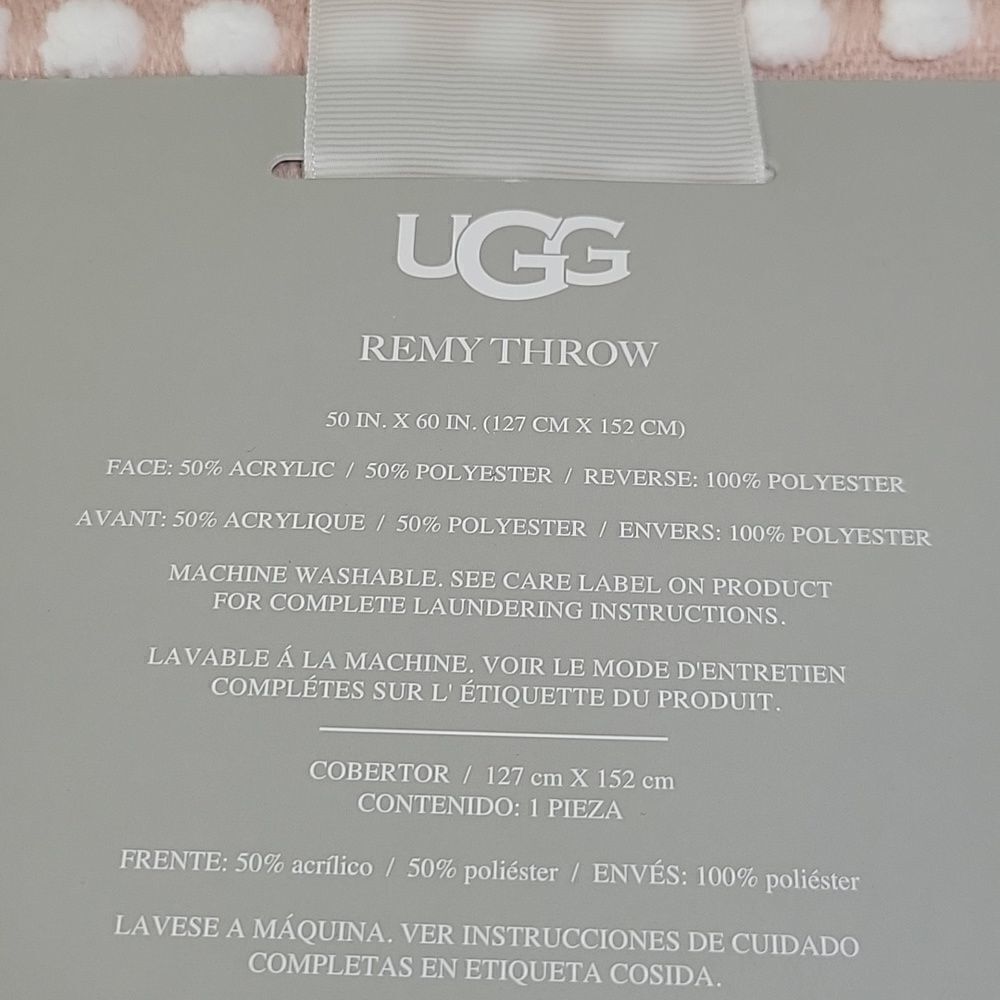 UGG
REMY THROW
50 IN. X 60 IN. (127 CM X 152 CM)
FACE: 50% ACRYLIC / 50% POLYESTER / REVERSE: 100% POLYESTER
AVANT: 50% ACRYLIQUE / 50% POLYESTER / ENVERS: 100% POLYESTER
MACHINE WASHABLE. SEE CARE LABEL ON PRODUCT
FOR COMPLETE LAUNDERING INSTRUCTIONS.
LAVABLE Á LA MACHINE. VOIR LE MODE D'ENTRETIEN
COMPLÉTES SUR L' ÉTIQUETTE DU PRODUIT.
COBERTOR / 127 cm X 152 cm
CONTENIDO: 1 PIEZA
FRENTE: 50% acrílico / 50% poliéster / ENVÉS: 100% poliéster
LAVESE A MÁQUINA. VER INSTRUCCIONES DE CUIDADO
COMPLETAS EN ETIQUETA COSIDA.